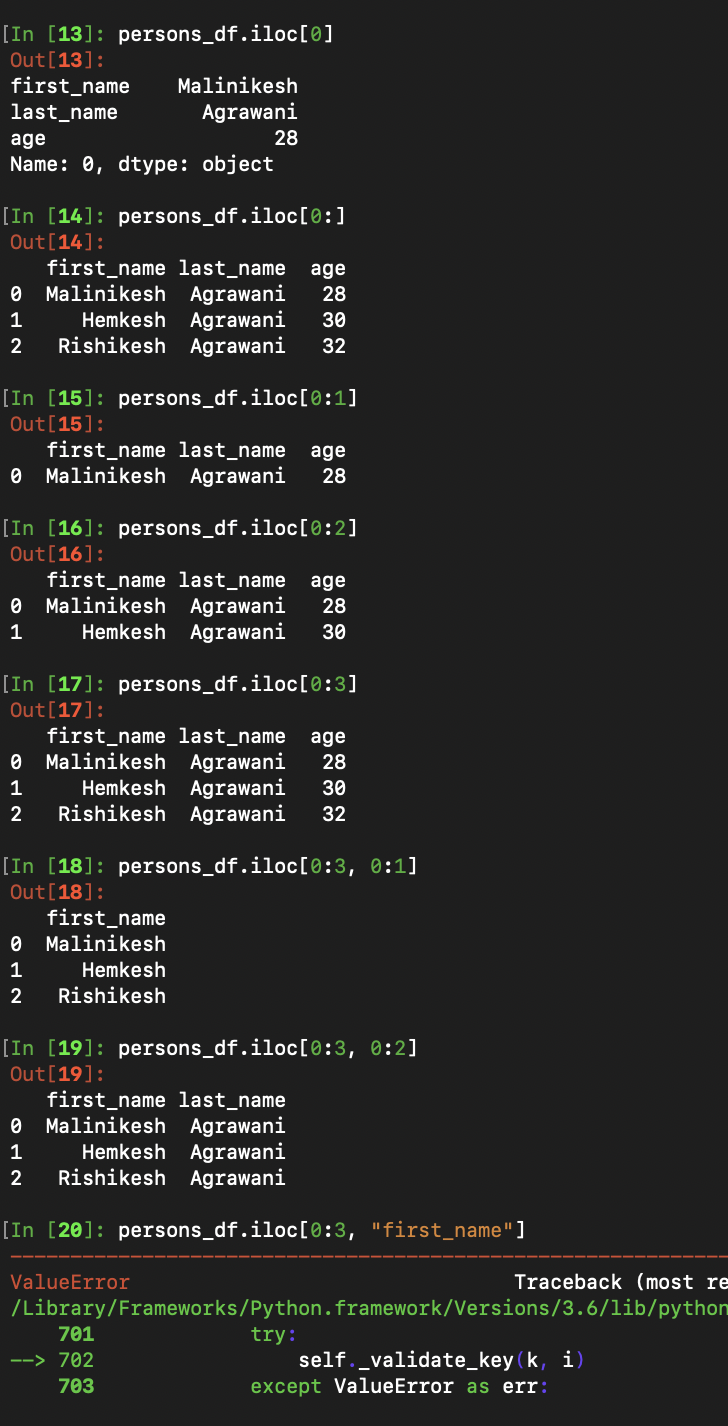 [In [13]: persons_df.iloc[0]
Out[13]:
first_name    Malinikesh
last_name       Agrawani
age                   28
Name: 0, dtype: object
[In [14]: persons_df.iloc[0:]
Out[14]:
   first_name last_name  age
0  Malinikesh  Agrawani   28
1     Hemkesh  Agrawani   30
2   Rishikesh  Agrawani   32
[In [15]: persons_df.iloc[0:1]
Out[15]:
   first_name last_name  age
0  Malinikesh  Agrawani   28
[In [16]: persons_df.iloc[0:2]
Out[16]:
   first_name last_name  age
0  Malinikesh  Agrawani   28
1     Hemkesh  Agrawani   30
[In [17]: persons_df.iloc[0:3]
Out[17]:
   first_name last_name  age
0  Malinikesh  Agrawani   28
1     Hemkesh  Agrawani   30
2   Rishikesh  Agrawani   32
[In [18]: persons_df.iloc[0:3, 0:1]
Out[18]:
   first_name
0  Malinikesh
1     Hemkesh
2   Rishikesh
[In [19]: persons_df.iloc[0:3, 0:2]
Out[19]:
   first_name last_name
0  Malinikesh  Agrawani
1     Hemkesh  Agrawani
2   Rishikesh  Agrawani
[In [20]: persons_df.iloc[0:3, "first_name"]
ValueError                                Traceback (most re
/Library/Frameworks/Python.framework/Versions/3.6/lib/python
    701             try:
--> 702                 self._validate_key(k, i)
    703             except ValueError as err: